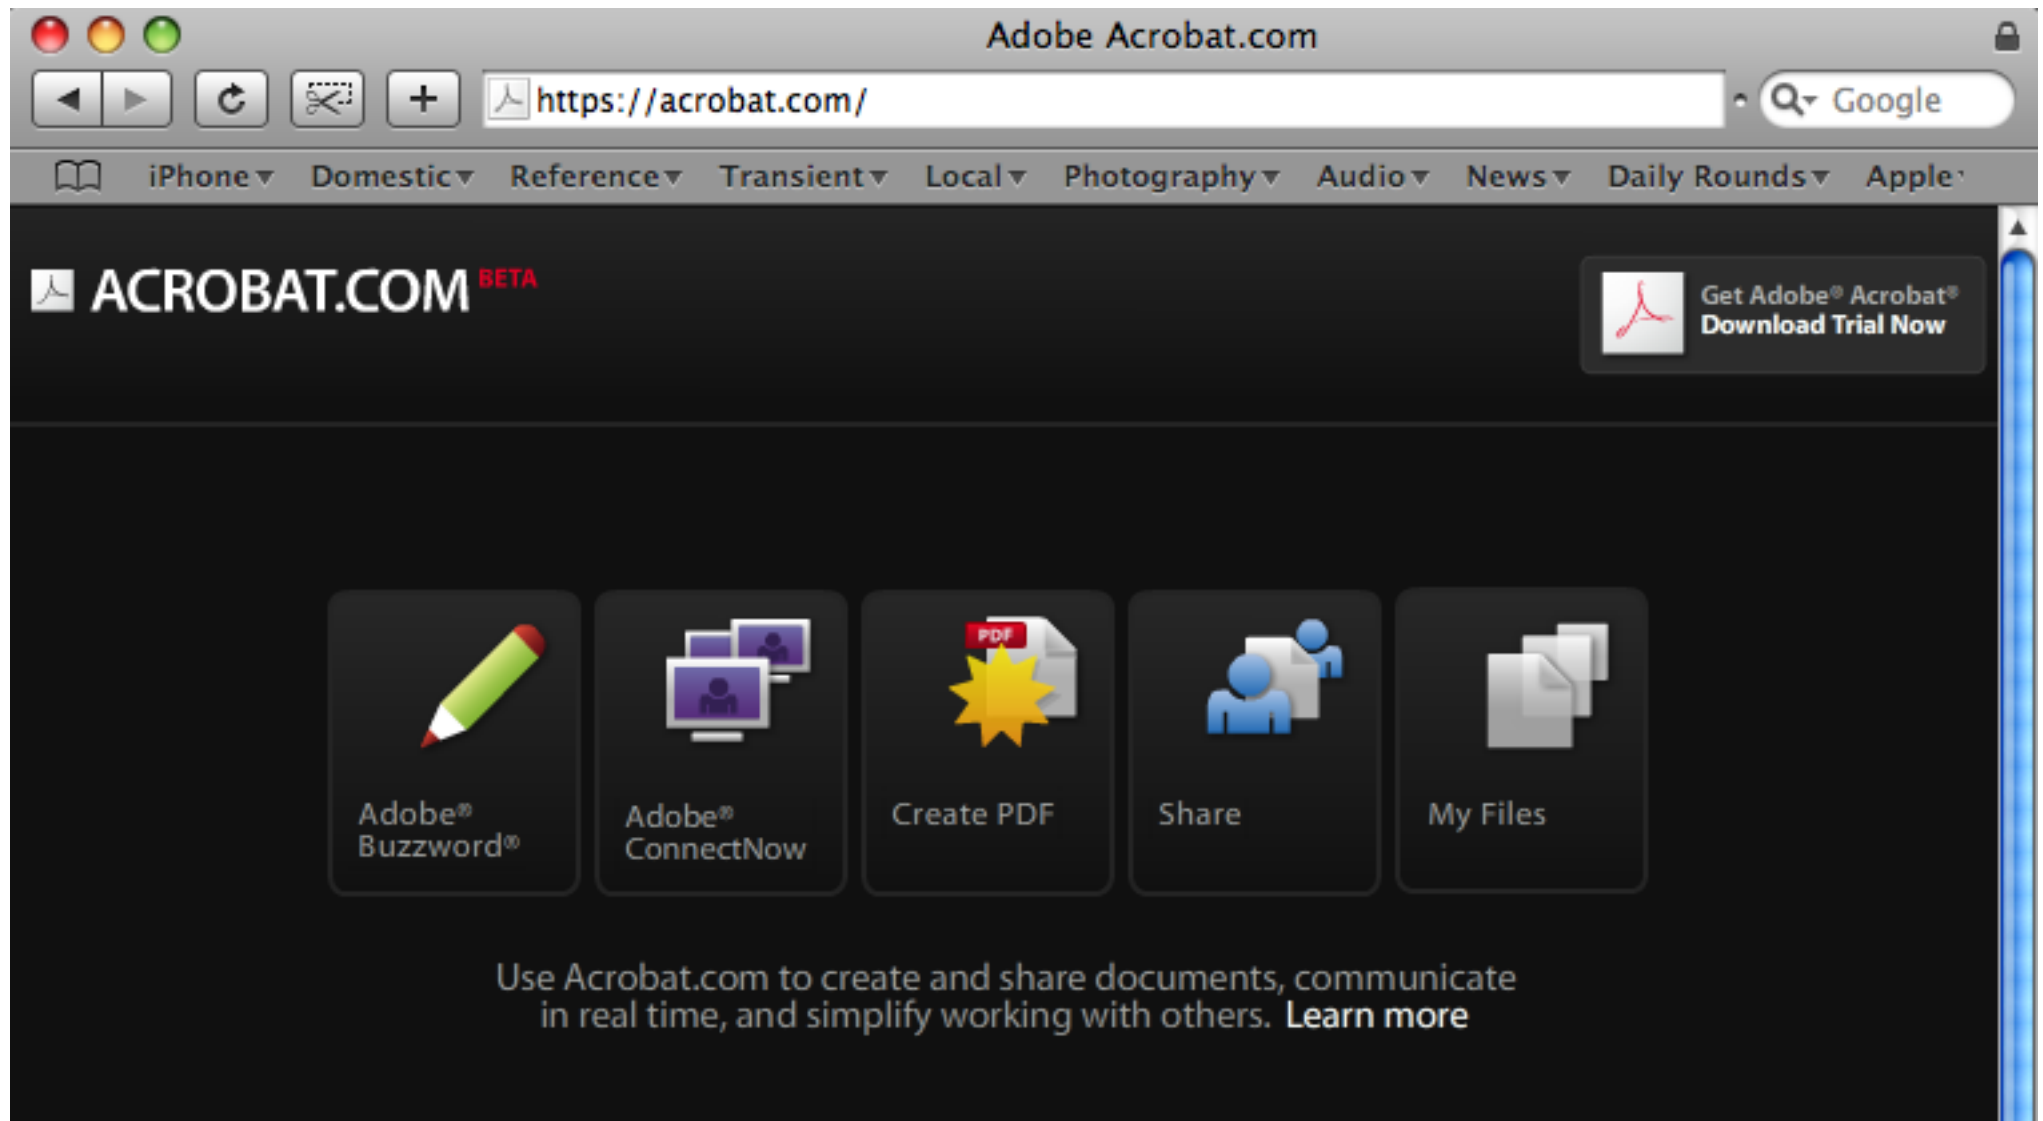 Adobe Acrobat.com
https://acrobat.com/
Google
iPhone Domestic Reference Transient Local Photography Audio News Daily Rounds Apple
ACROBAT.COM BETA
Get Adobe® Acrobat®
Download Trial Now
PDF
Adobe®
Buzzword®
Adobe®
ConnectNow
Create PDF
Share
My Files
Use Acrobat.com to create and share documents, communicate
in real time, and simplify working with others. Learn more